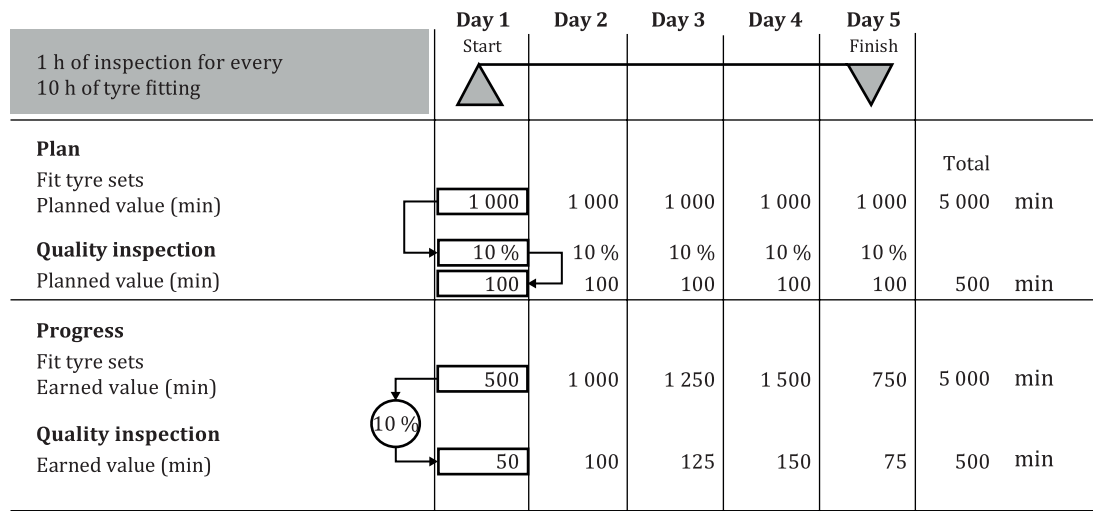 Day 1 Day 2 Day 3 Day 4 Day 5
Start Finish
1 h of inspection for every
10 h of tyre fitting
Plan
Total
Fit tyre sets
Planned value (min) 1 000 1 000 1 000 1 000 1 000 5 000 min
Quality inspection 10 % 10 % 10 % 10 % 10 %
Planned value (min) 100 100 100 100 100 500 min
Progress
Fit tyre sets
Earned value (min) 500 1 000 1 250 1 500 750 5 000 min
10 %
Quality inspection
Earned value (min) 50 100 125 150 75 500 min